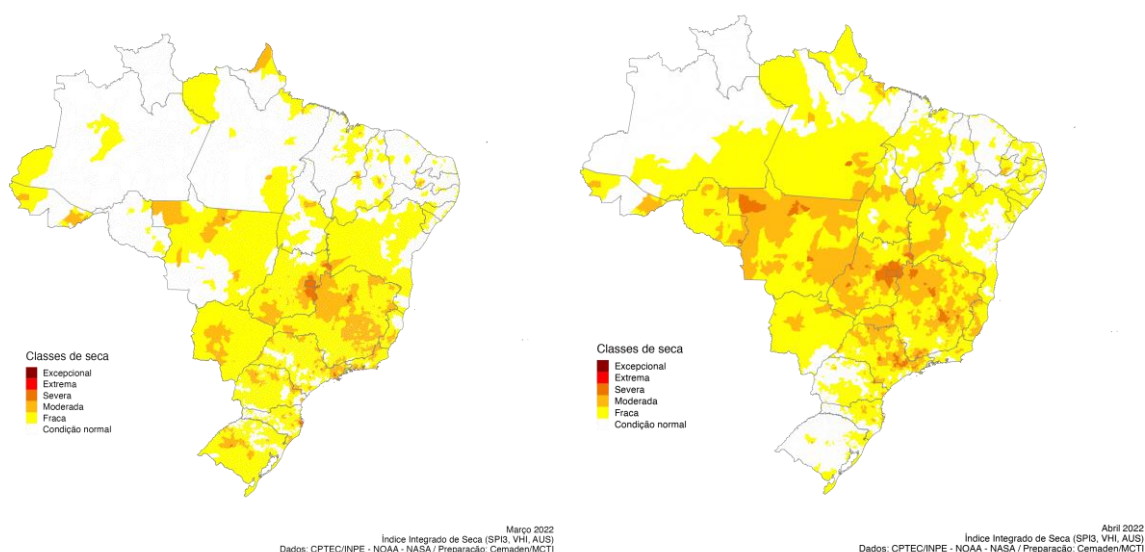 Classes de seca
Excepcional
Extrema
Severa
Moderada
Fraca
Condição normal
Março 2022
Índice Integrado de Seca (SPI3, VHI, AUS)
Dados: CPTEC/INPE - NOAA - NASA / Preparação: Cemaden/MCTI
Classes de seca
Excepcional
Extrema
Severa
Moderada
Fraca
Condição normal
Abril 2022
Índice Integrado de Seca (SPI3, VHI, AUS)
Dados: CPTEC/INPE - NOAA - NASA / Preparação: Cemaden/MCTI